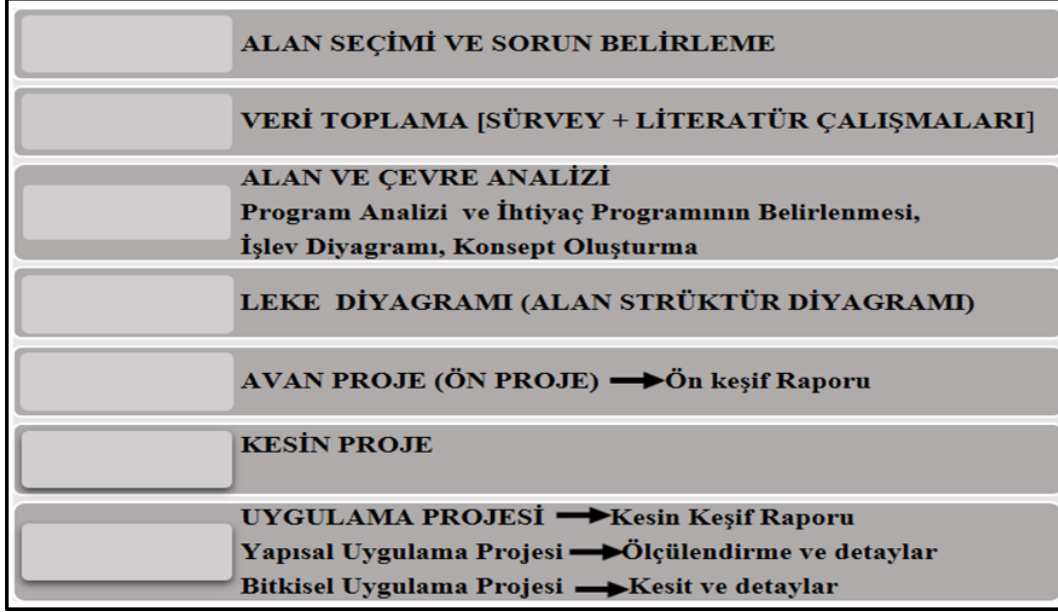 ALAN SEÇİMİ VE SORUN BELİRLEME
VERİ TOPLAMA [SÜRVEY + LİTERATÜR ÇALIŞMALARI]
ALAN VE ÇEVRE ANALİZİ
Program Analizi ve İhtiyaç Programının Belirlenmesi,
İşlev Diyagramı, Konsept Oluşturma
LEKE DİYAGRAMI (ALAN STRÜKTÜR DİYAGRAMI)
AVAN PROJE (ÖN PROJE) → Ön keşif Raporu
KESİN PROJE
UYGULAMA PROJESİ → Kesin Keşif Raporu
Yapısal Uygulama Projesi → Ölçülendirme ve detaylar
Bitkisel Uygulama Projesi → Kesit ve detaylar